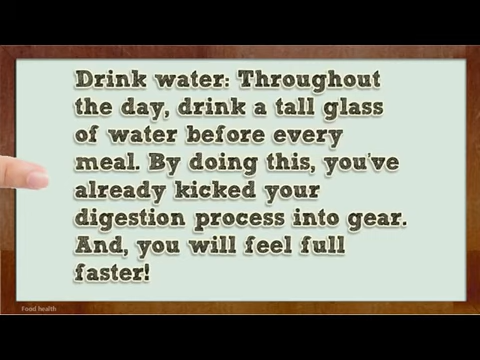 Drink water: Throughout
the day, drink a tall glass
of water before every
meal. By doing this, you've
already kicked your
digestion process into gear.
And, you will feel full
faster!
Food health